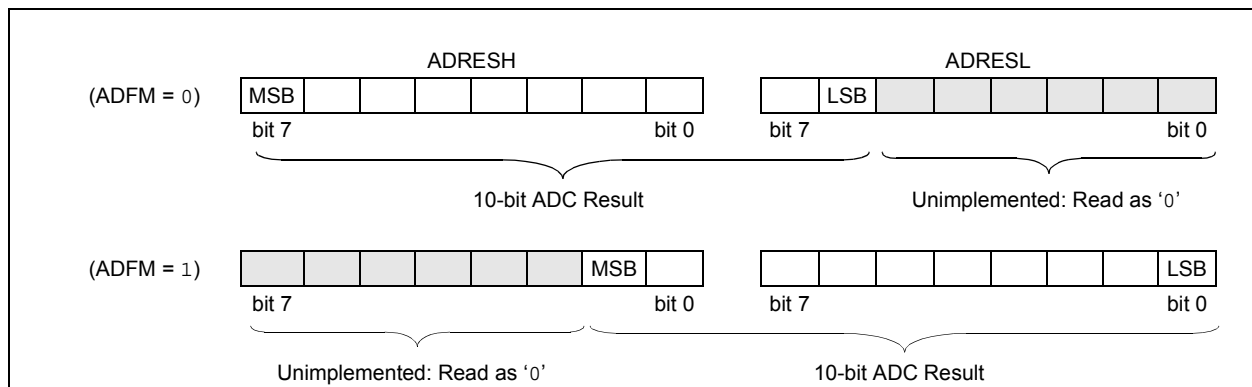 ADRESH ADRESL
(ADFM = 0) MSB LSB
bit 7 bit 0 bit 7 bit 0
10-bit ADC Result Unimplemented: Read as ‘0’
(ADFM = 1) MSB LSB
bit 7 bit 0 bit 7 bit 0
Unimplemented: Read as ‘0’ 10-bit ADC Result